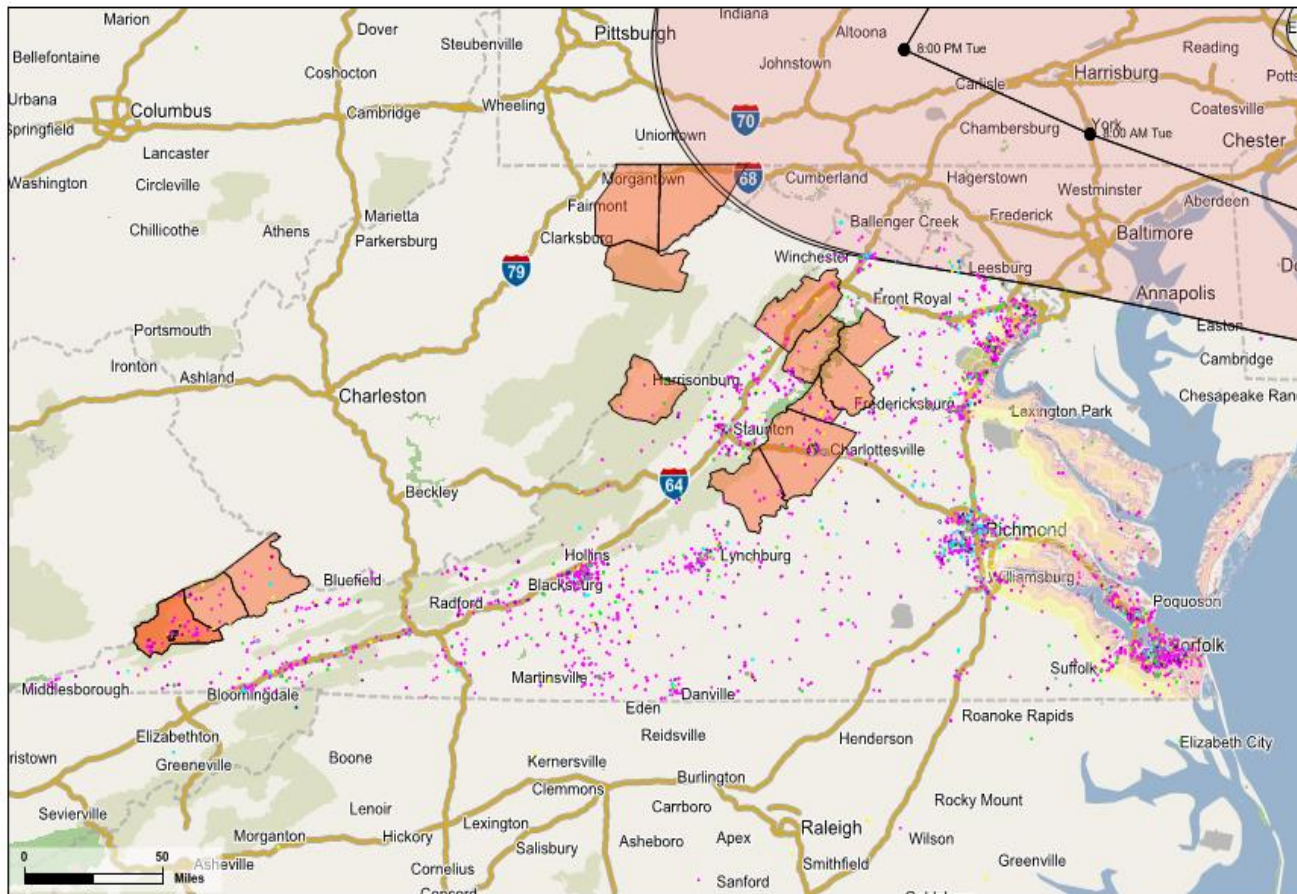 Marion
Dover
Pittsburgh
Indiana
Altoona
8:00 PM Tue
Reading
Bellefontaine
Steubenville
Johnstown
Carlisle
Harrisburg
Coshocton
Urbana
Columbus
Cambridge
Wheeling
70
Coatesville
Springfield
Uniontown
Chambersburg
York
8:00 AM Tue
Chester
Lancaster
Washington
Circleville
Morgantown
68
Cumberland
Hagerstown
Westminster
Marietta
Fairmont
Aberdeen
Chillicothe
Athens
Parkersburg
Clarksburg
Ballenger Creek
Frederick
Baltimore
79
Winchester
Leesburg
Front Royal
Annapolis
Portsmouth
Easton
Ironton
Ashland
Harrisonburg
Cambridge
Charleston
Fredericksburg
Lexington Park
Staunton
Charlottesville
Beckley
64
Richmond
Hollins
Lynchburg
Bluefield
Blacksburg
Williamsburg
Radford
Poquoson
Norfolk
Suffolk
Middlesborough
Bloomingdale
Martinsville
Danville
Eden
Roanoke Rapids
Elizabethton
Reidsville
Henderson
Elizabeth City
Greeneville
Boone
Kernersville
Clemmons
Burlington
Sevierville
Lenoir
Lexington
Carrboro
Rocky Mount
Morganton
Hickory
Asheboro
Apex
Raleigh
Wilson
0
50
Miles
Asheville
Salisbury
Smithfield
Greenville
Cornelius
Sanford
Concord